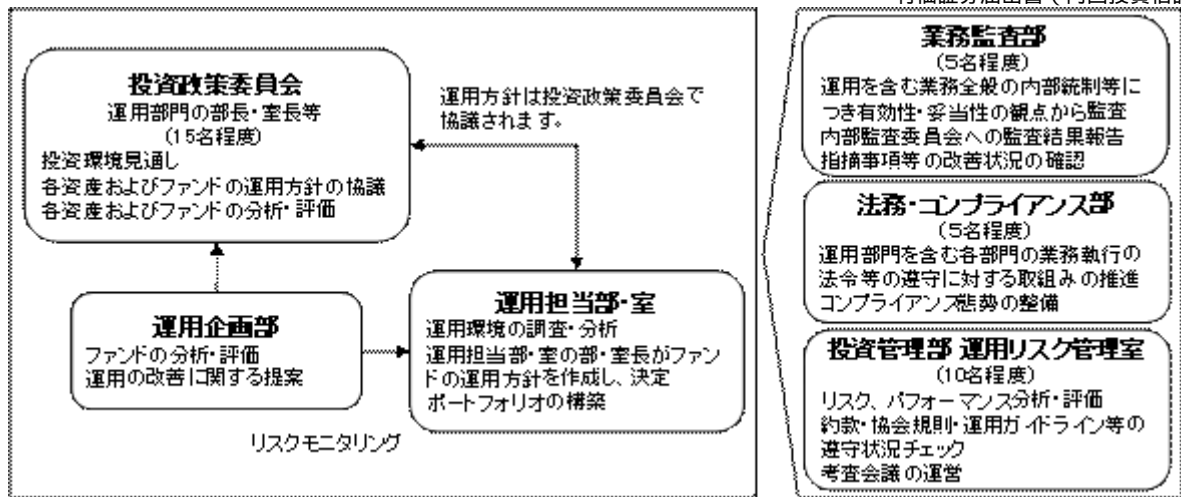 投資政策委員会
運用部門の部長・室長等
(15名程度)
投資環境見通し
各資産およびファンドの運用方針の協議
各資産およびファンドの分析・評価
運用方針は投資政策委員会で
協議されます。
運用企画部
ファンドの分析・評価
運用の改善に関する提案
運用担当部・室
運用環境の調査・分析
運用担当部・室の部・室長がファン
ドの運用方針を作成し、決定
ポートフォリオの構築
リスクモニタリング
業務監査部
(5名程度)
運用を含む業務全般の内部統制等に
つき有効性・妥当性の観点から監査
内部監査委員会への監査結果報告
指摘事項等の改善状況の確認
法務・コンプライアンス部
(5名程度)
運用部門を含む各部門の業務執行の
法令等の遵守に対する取組みの推進
コンプライアンス態勢の整備
投資管理部 運用リスク管理室
(10名程度)
リスク、パフォーマンス分析・評価
約款・協会規則・運用ガイドライン等の
遵守状況チェック
考査会議の運営